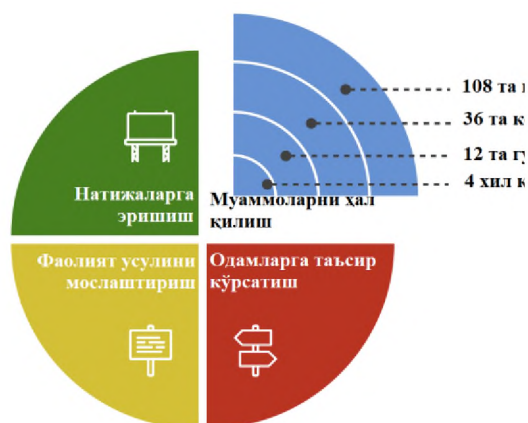 108 та
36 та
12 та
4 хил
Натижаларга
эришиш
Муаммоларни ҳал
қилиш
Фаолият усулини
мослаштириш
Одамларга таъсир
кўрсатиш